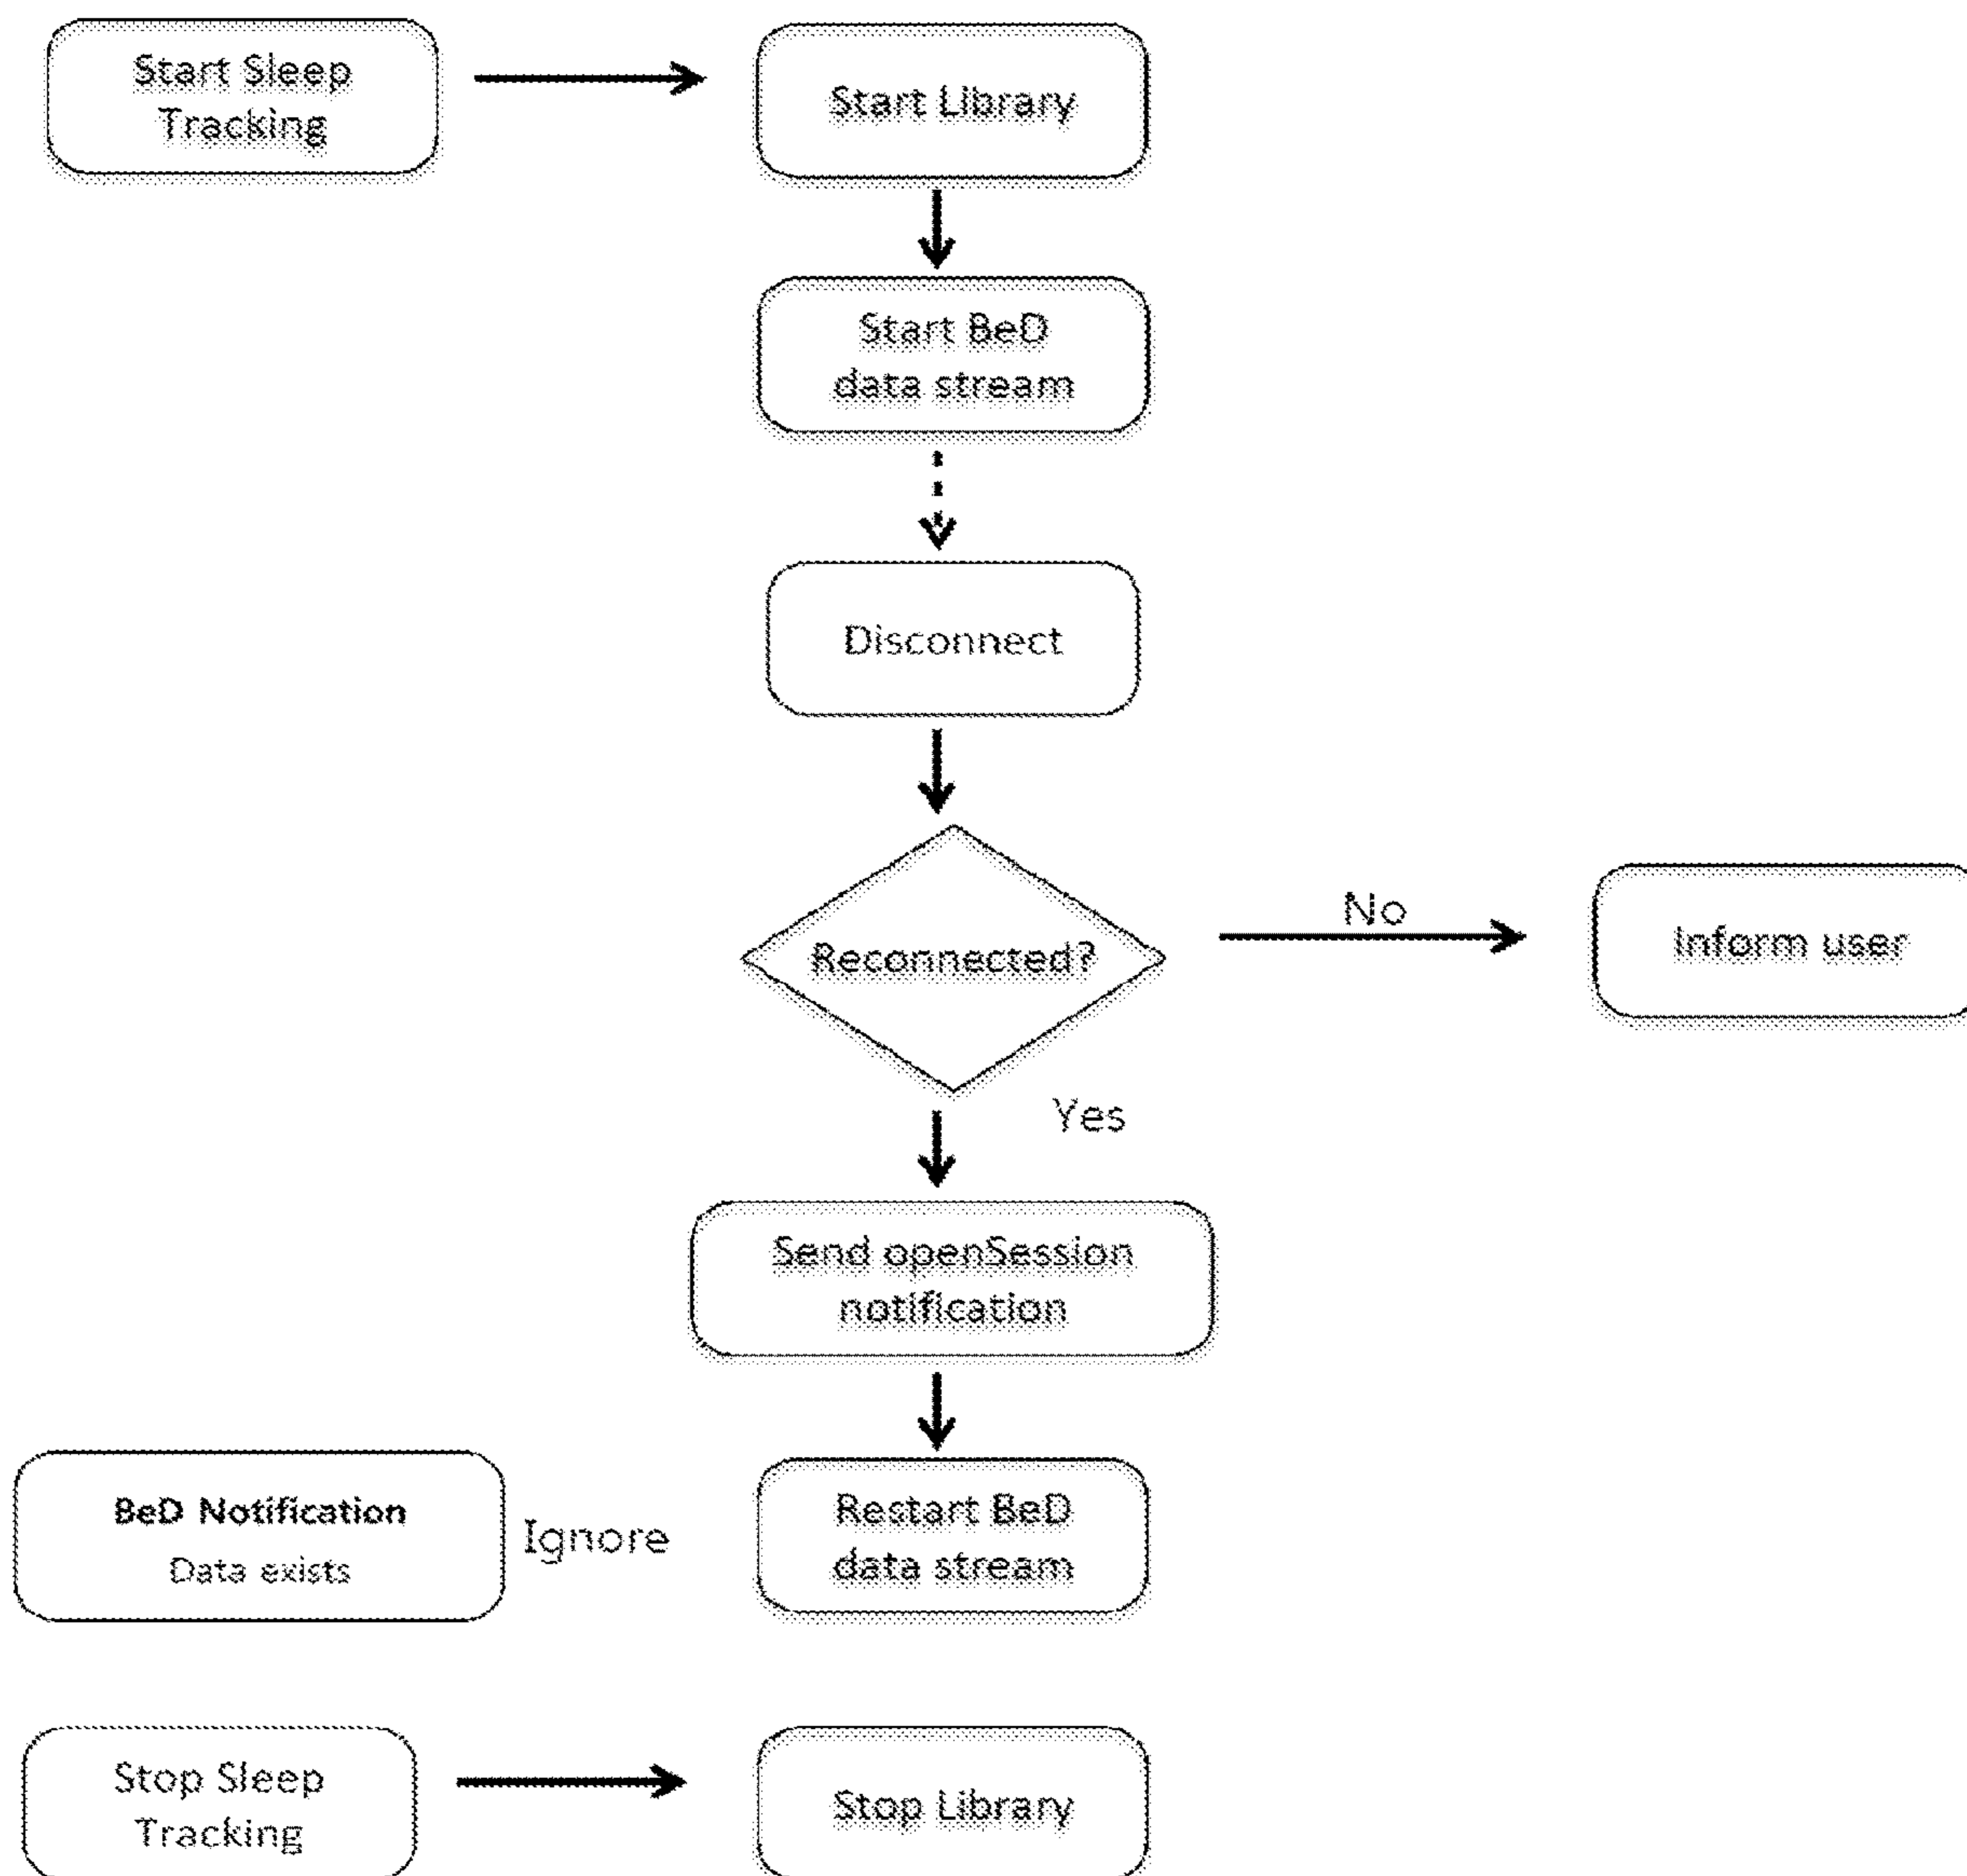 Start Sleep
Tracking
Start Library
Start BeD
data stream
Disconnect
Reconnected?
No
Inform user
Yes
Send openSession
notification
BeD Notification
Data exists
Ignore
Restart BeD
data stream
Stop Sleep
Tracking
Stop Library